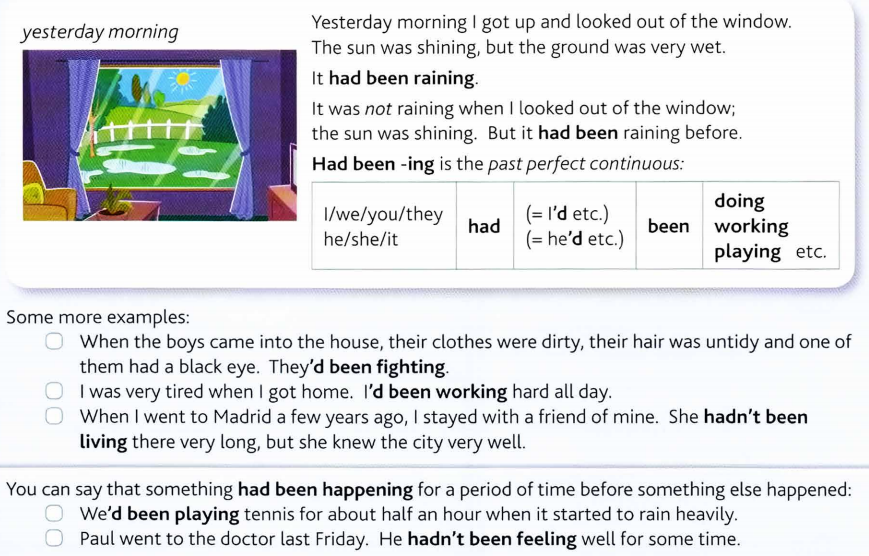 yesterday morning
Yesterday morning I got up and looked out of the window.
The sun was shining, but the ground was very wet.
It had been raining.
It was not raining when I looked out of the window;
the sun was shining. But it had been raining before.
Had been -ing is the past perfect continuous:
I/we/you/they
he/she/it
had
(= I'd etc.)
(= he'd etc.)
been
doing
working
playing etc.
Some more examples:
When the boys came into the house, their clothes were dirty, their hair was untidy and one of
them had a black eye. They'd been fighting.
I was very tired when I got home. I'd been working hard all day.
When I went to Madrid a few years ago, I stayed with a friend of mine. She hadn't been
living there very long, but she knew the city very well.
You can say that something had been happening for a period of time before something else happened:
We'd been playing tennis for about half an hour when it started to rain heavily.
Paul went to the doctor last Friday. He hadn't been feeling well for some time.